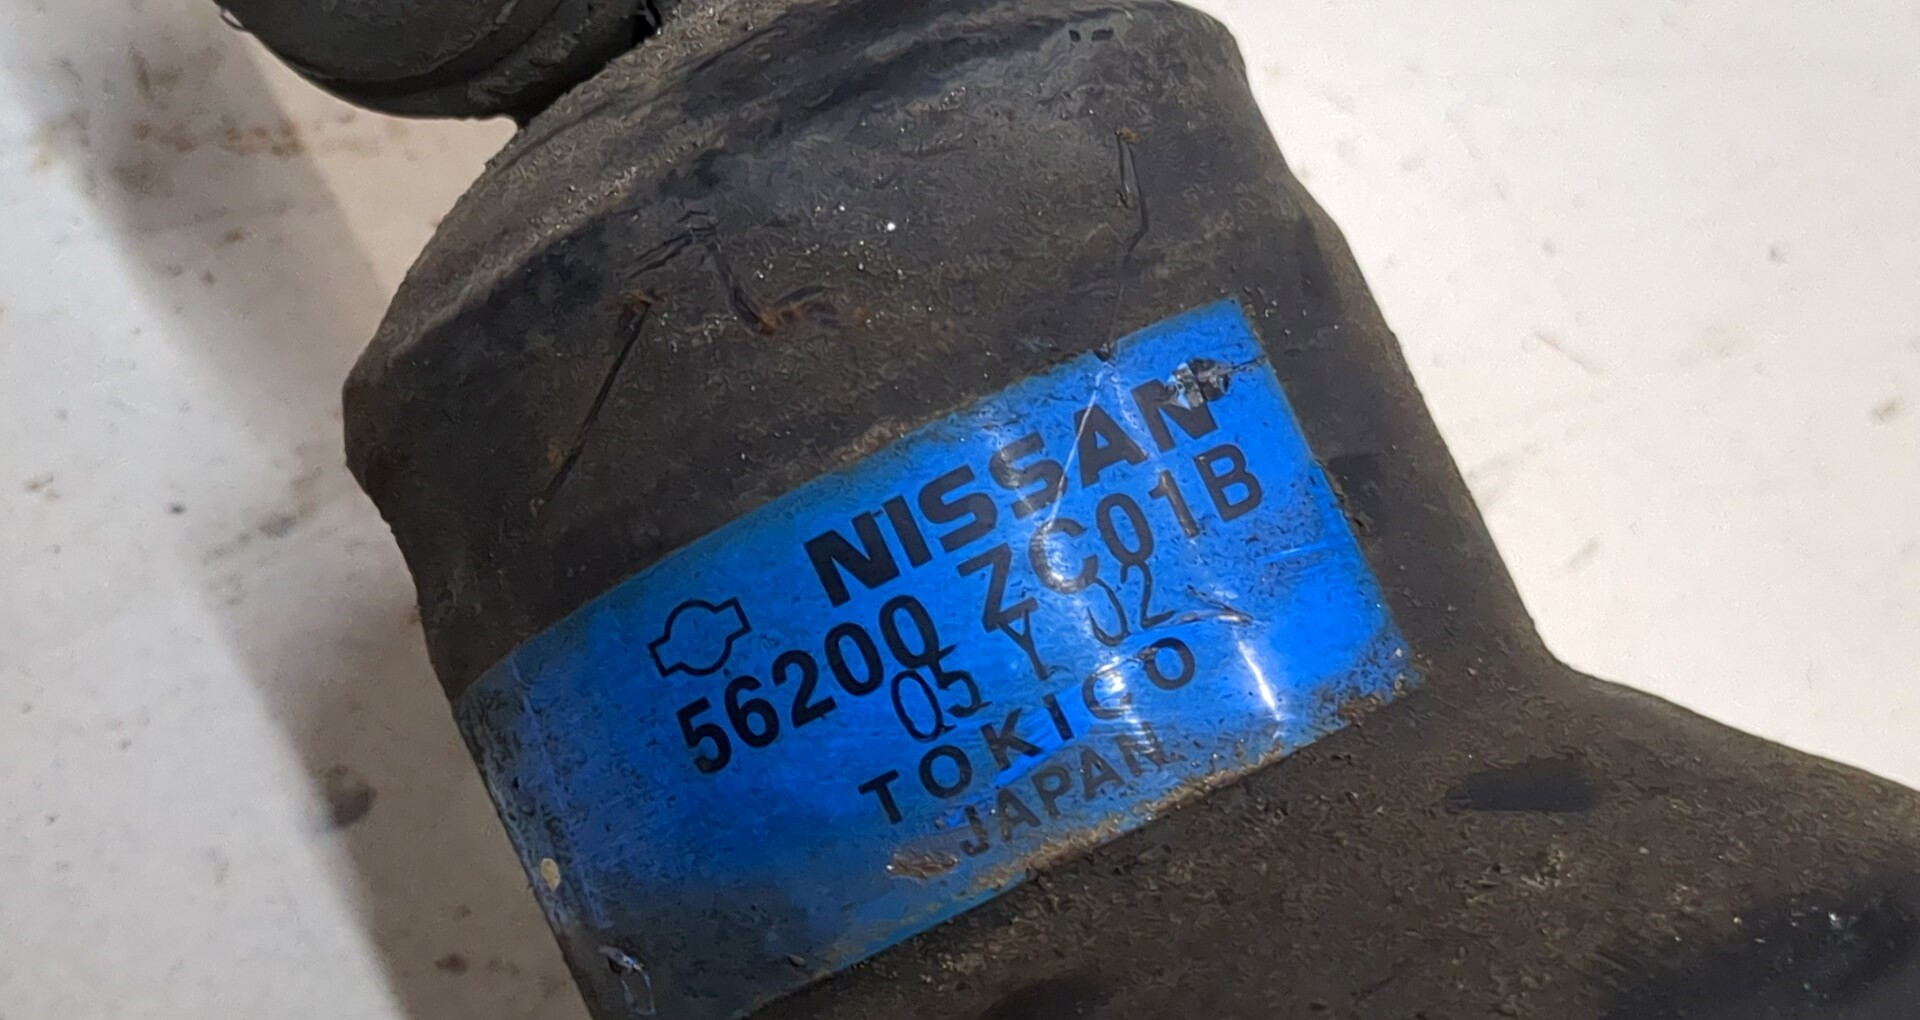 NISSAN
56200 ZC01B
05 Y 02
TOKICO
JAPAN